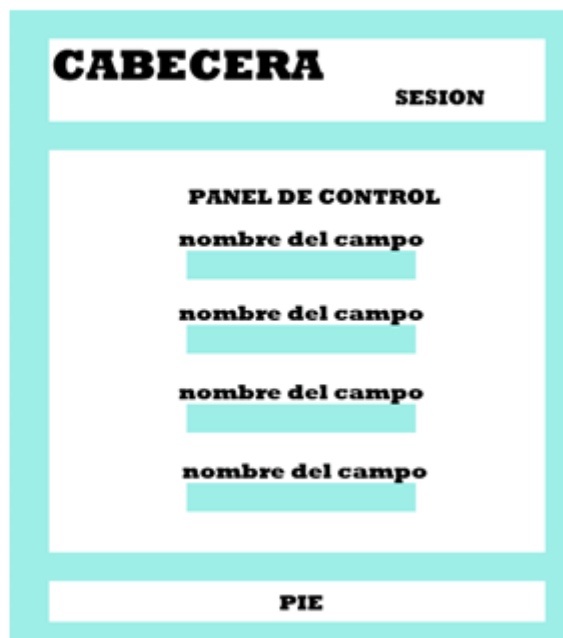 CABECERA
SESION
PANEL DE CONTROL
nombre del campo
nombre del campo
nombre del campo
nombre del campo
PIE